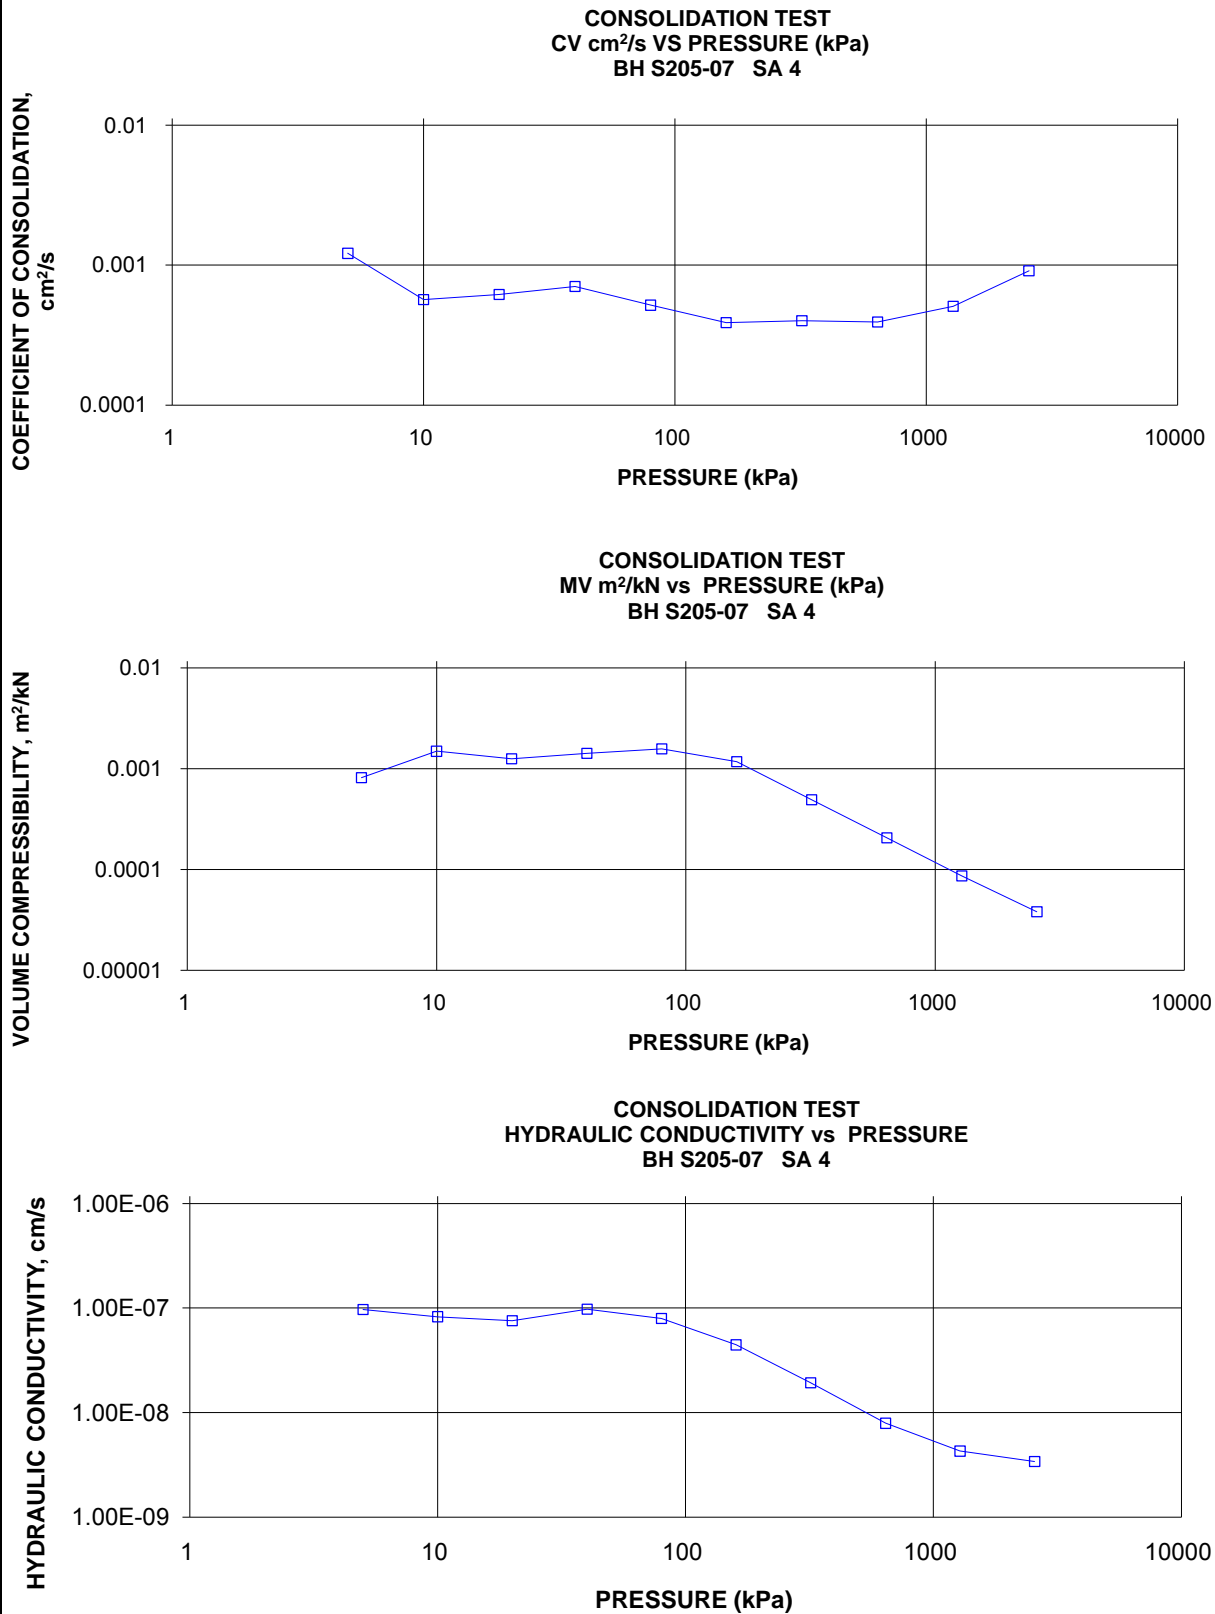 CONSOLIDATION TEST
CV cm²/s VS PRESSURE (kPa)
BH S205-07 SA 4
COEFFICIENT OF CONSOLIDATION,
cm²/s
0.01
0.001
0.0001
1 10 100 1000 10000
PRESSURE (kPa)
CONSOLIDATION TEST
MV m²/kN vs PRESSURE (kPa)
BH S205-07 SA 4
VOLUME COMPRESSIBILITY, m²/kN
0.01
0.001
0.0001
0.00001
1 10 100 1000 10000
PRESSURE (kPa)
CONSOLIDATION TEST
HYDRAULIC CONDUCTIVITY vs PRESSURE
BH S205-07 SA 4
HYDRAULIC CONDUCTIVITY, cm/s
1.00E-06
1.00E-07
1.00E-08
1.00E-09
1 10 100 1000 10000
PRESSURE (kPa)